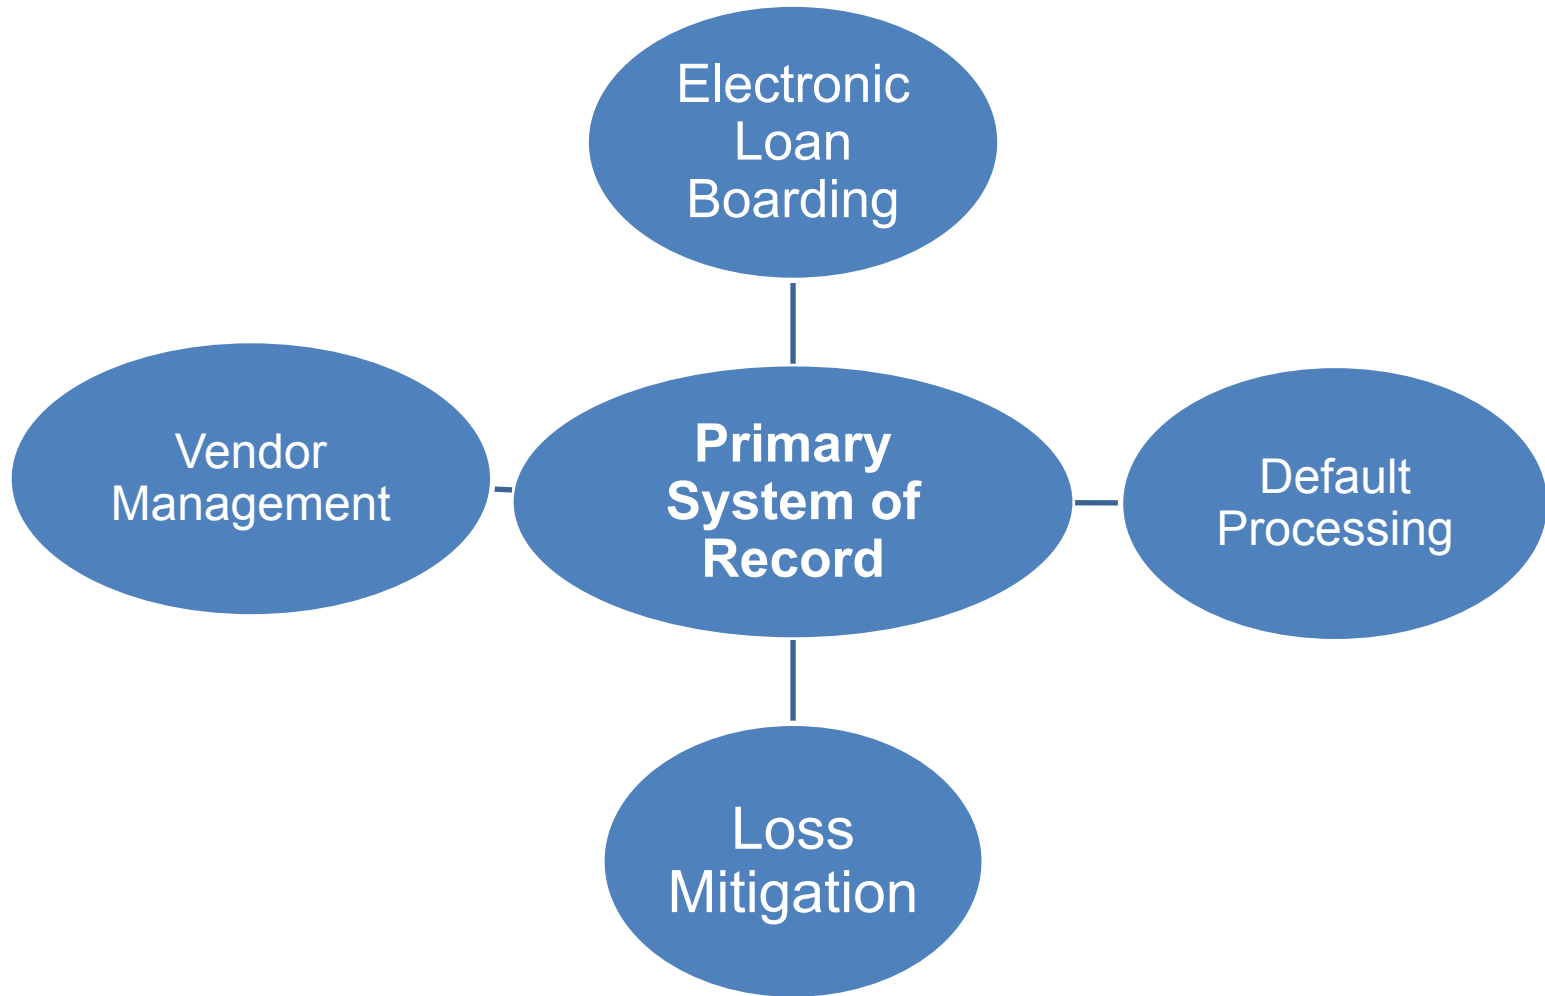 Electronic
Loan
Boarding
Vendor
Management
Primary
System of
Record
Default
Processing
Loss
Mitigation